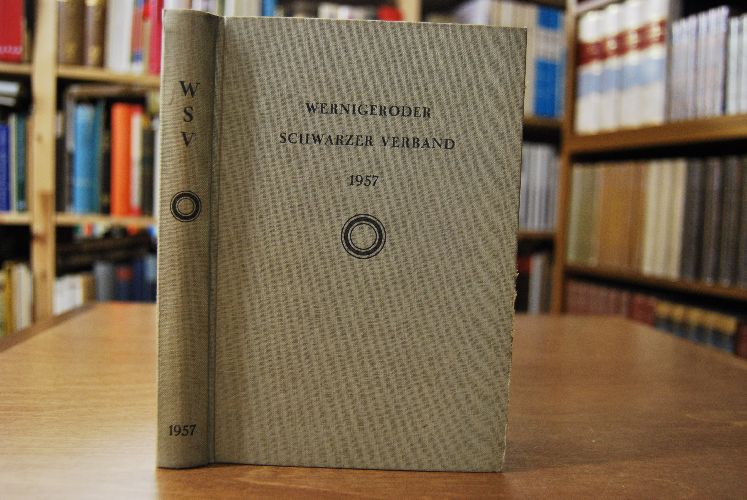 W
S
V
1957
WERNIGERODER
SCHWARZER VERBAND
1957